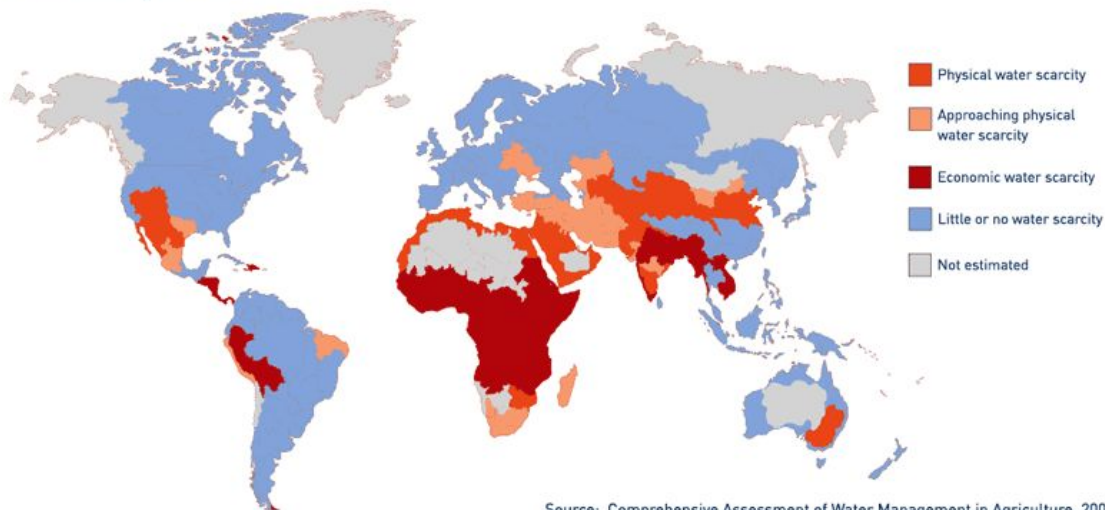 Physical water scarcity
Approaching physical
water scarcity
Economic water scarcity
Little or no water scarcity
Not estimated
Source: Comprehensive Assessment of Water Management in Agriculture,